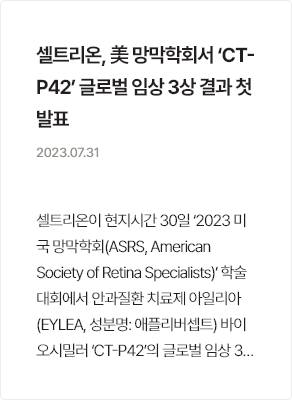 셀트리온, 美 망막학회서 ‘CT-
P42’ 글로벌 임상 3상 결과 첫
발표
2023.07.31
셀트리온이 현지시간 30일 ‘2023 미
국 망막학회(ASRS, American
Society of Retina Specialists)’ 학술
대회에서 안과질환 치료제 아일리아
(EYLEA, 성분명: 애플리버셉트) 바이
오시밀러 ‘CT-P42’의 글로벌 임상 3...